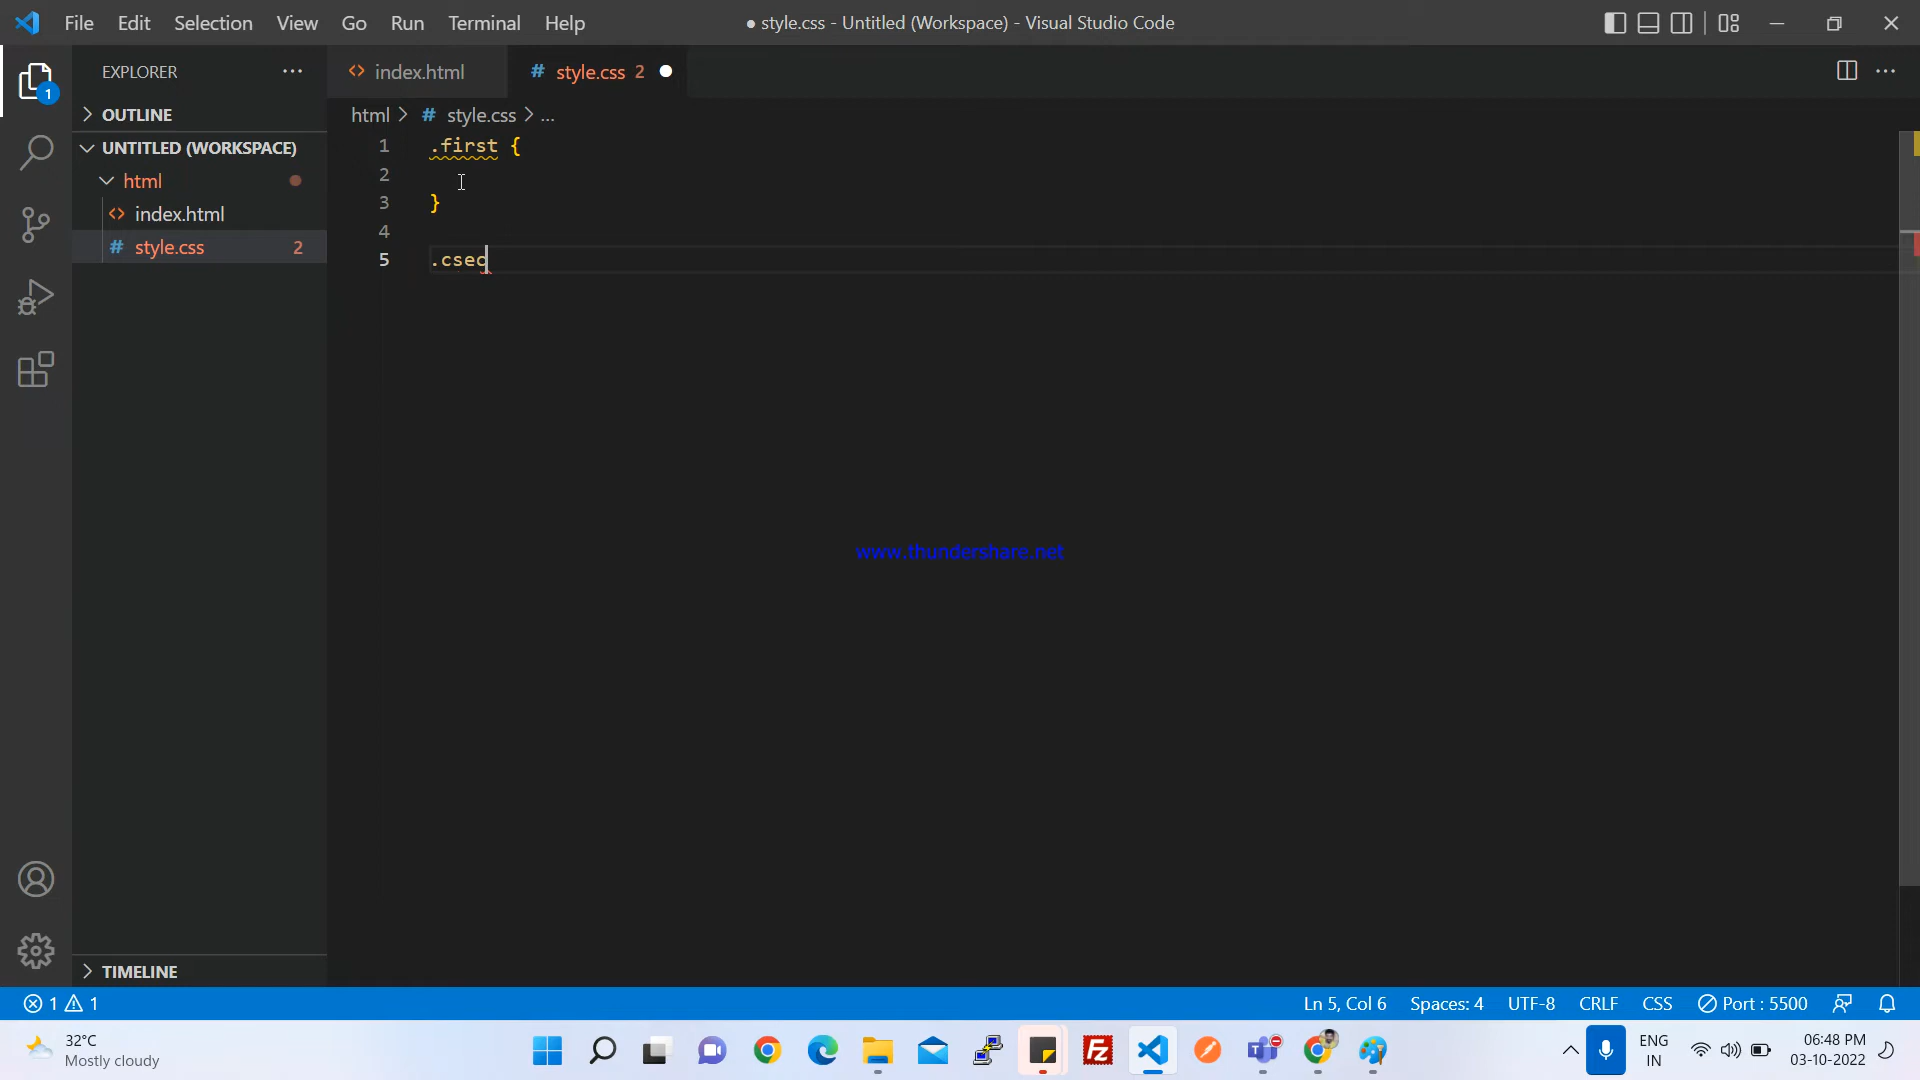 File Edit Selection View Go Run Terminal Help
● style.css - Untitled (Workspace) - Visual Studio Code
EXPLORER
index.html
# style.css 2
OUTLINE
html > # style.css > ...
UNTITLED (WORKSPACE)
html
index.html
# style.css 2
1 .first {
2
3 }
4
5 .csec
www.thundershare.net
1
TIMELINE
1 1
Ln 5, Col 6 Spaces: 4 UTF-8 CRLF CSS Port : 5500
32°C
Mostly cloudy
Fz
ENG
IN
06:48 PM
03-10-2022